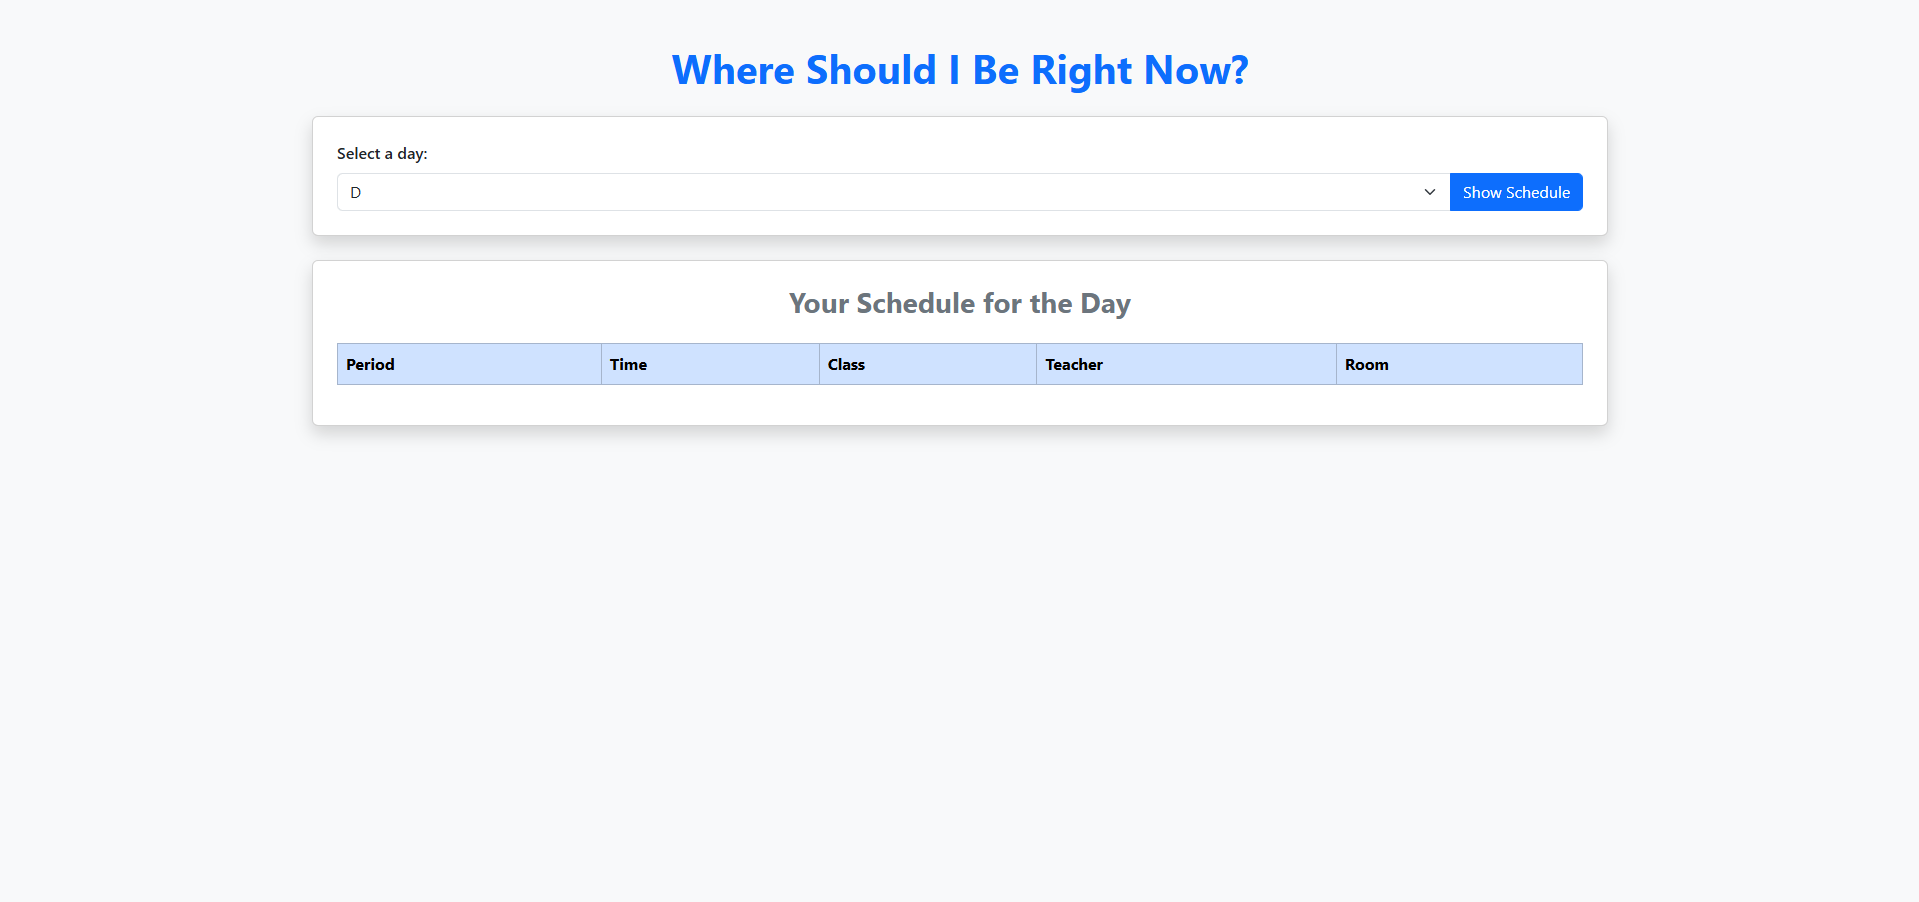 Where Should I Be Right Now?
Select a day:
D
Show Schedule
Your Schedule for the Day
Period Time Class Teacher Room